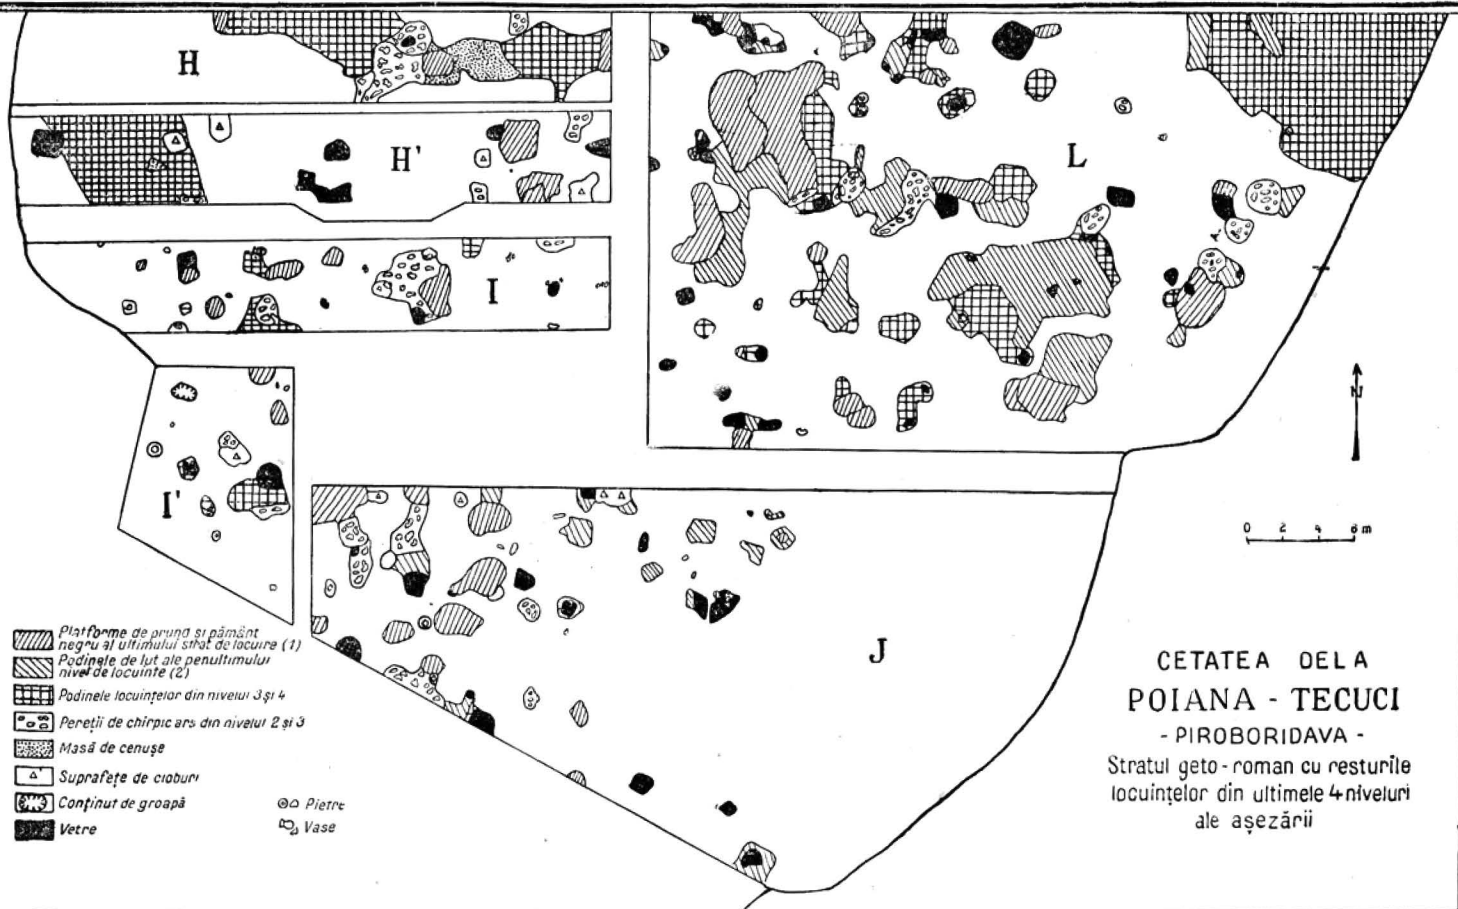 H
H'
L
I
I'
J
N
0 2 4 6 m
Platforme de prund și pământ
negru al ultimului strat de locuire (1)
Podinele de lut ale penultimului
nivel de locuințe (2)
Podinele locuințelor din nivelul 3 și 4
Pereții de chirpic ars din nivelul 2 și 3
Masă de cenușe
Suprafețe de cioburi
Conținut de groapă
Vetre
Pietre
Vase
CETATEA DELA
POIANA - TECUCI
- PIROBORIDAVA -
Stratul geto-roman cu resturile
locuințelor din ultimele 4 niveluri
ale așezării